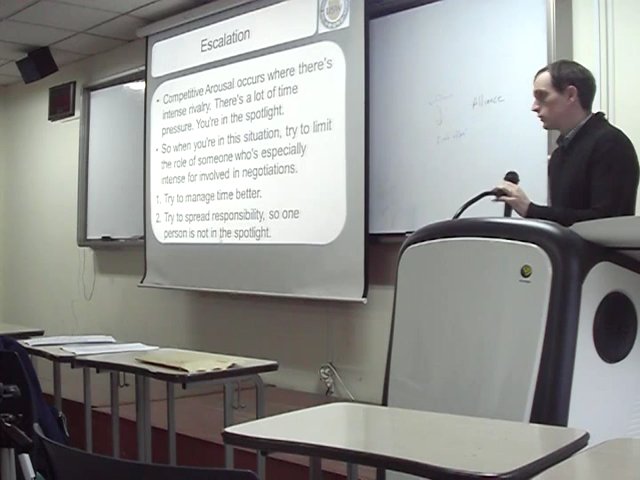 Escalation
• Competitive Arousal occurs where there's
intense rivalry. There's a lot of time
pressure. You're in the spotlight.
• So when you're in this situation, try to limit
the role of someone who's especially
intense for involved in negotiations.
1. Try to manage time better.
2. Try to spread responsibility, so one
person is not in the spotlight.
Alliance